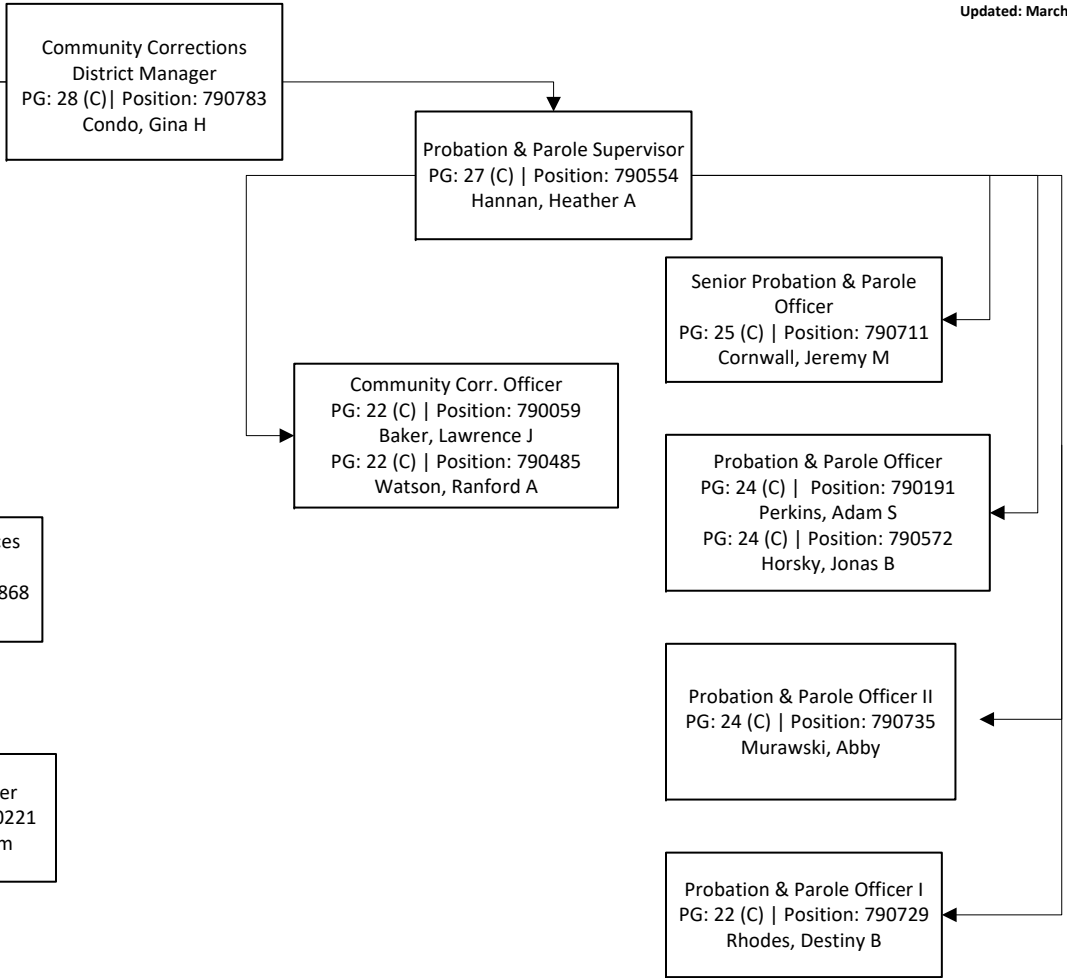 Updated: March
Community Corrections
District Manager
PG: 28 (C)| Position: 790783
Condo, Gina H
Probation & Parole Supervisor
PG: 27 (C) | Position: 790554
Hannan, Heather A
Senior Probation & Parole
Officer
PG: 25 (C) | Position: 790711
Cornwall, Jeremy M
Community Corr. Officer
PG: 22 (C) | Position: 790059
Baker, Lawrence J
PG: 22 (C) | Position: 790485
Watson, Ranford A
Probation & Parole Officer
PG: 24 (C) | Position: 790191
Perkins, Adam S
PG: 24 (C) | Position: 790572
Horsky, Jonas B
868
Probation & Parole Officer II
PG: 24 (C) | Position: 790735
Murawski, Abby
er
0221
m
Probation & Parole Officer I
PG: 22 (C) | Position: 790729
Rhodes, Destiny B